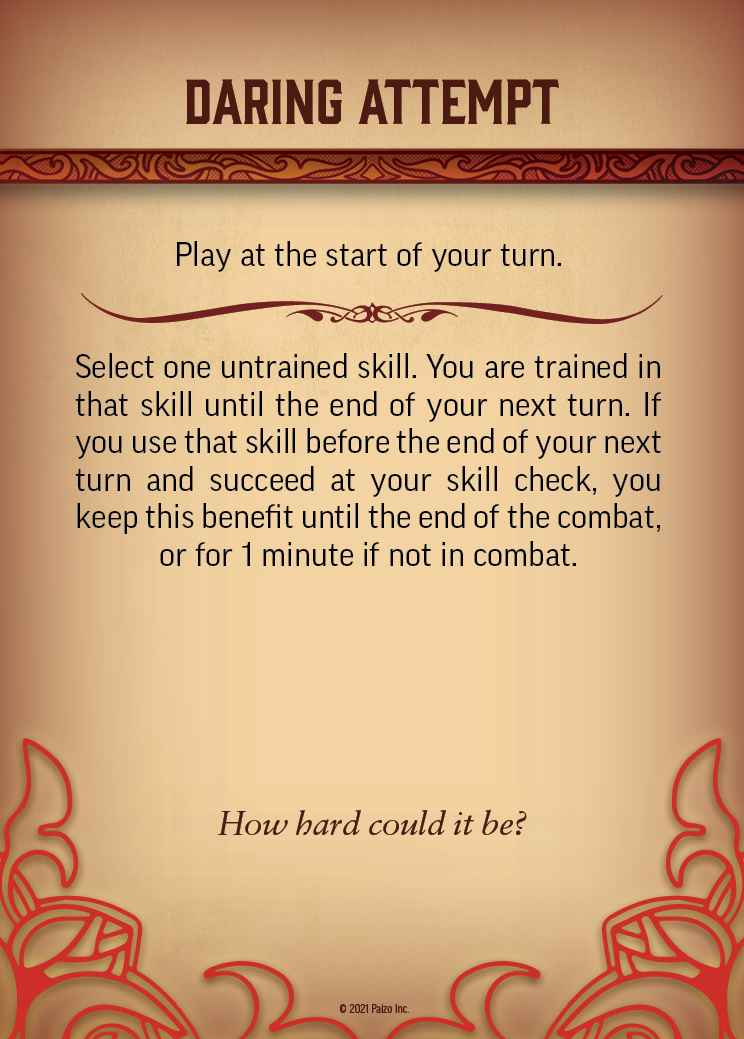 DARING ATTEMPT
Play at the start of your turn.
Select one untrained skill. You are trained in
that skill until the end of your next turn. If
you use that skill before the end of your next
turn and succeed at your skill check, you
keep this benefit until the end of the combat,
or for 1 minute if not in combat.
How hard could it be?
© 2021 Paizo Inc.